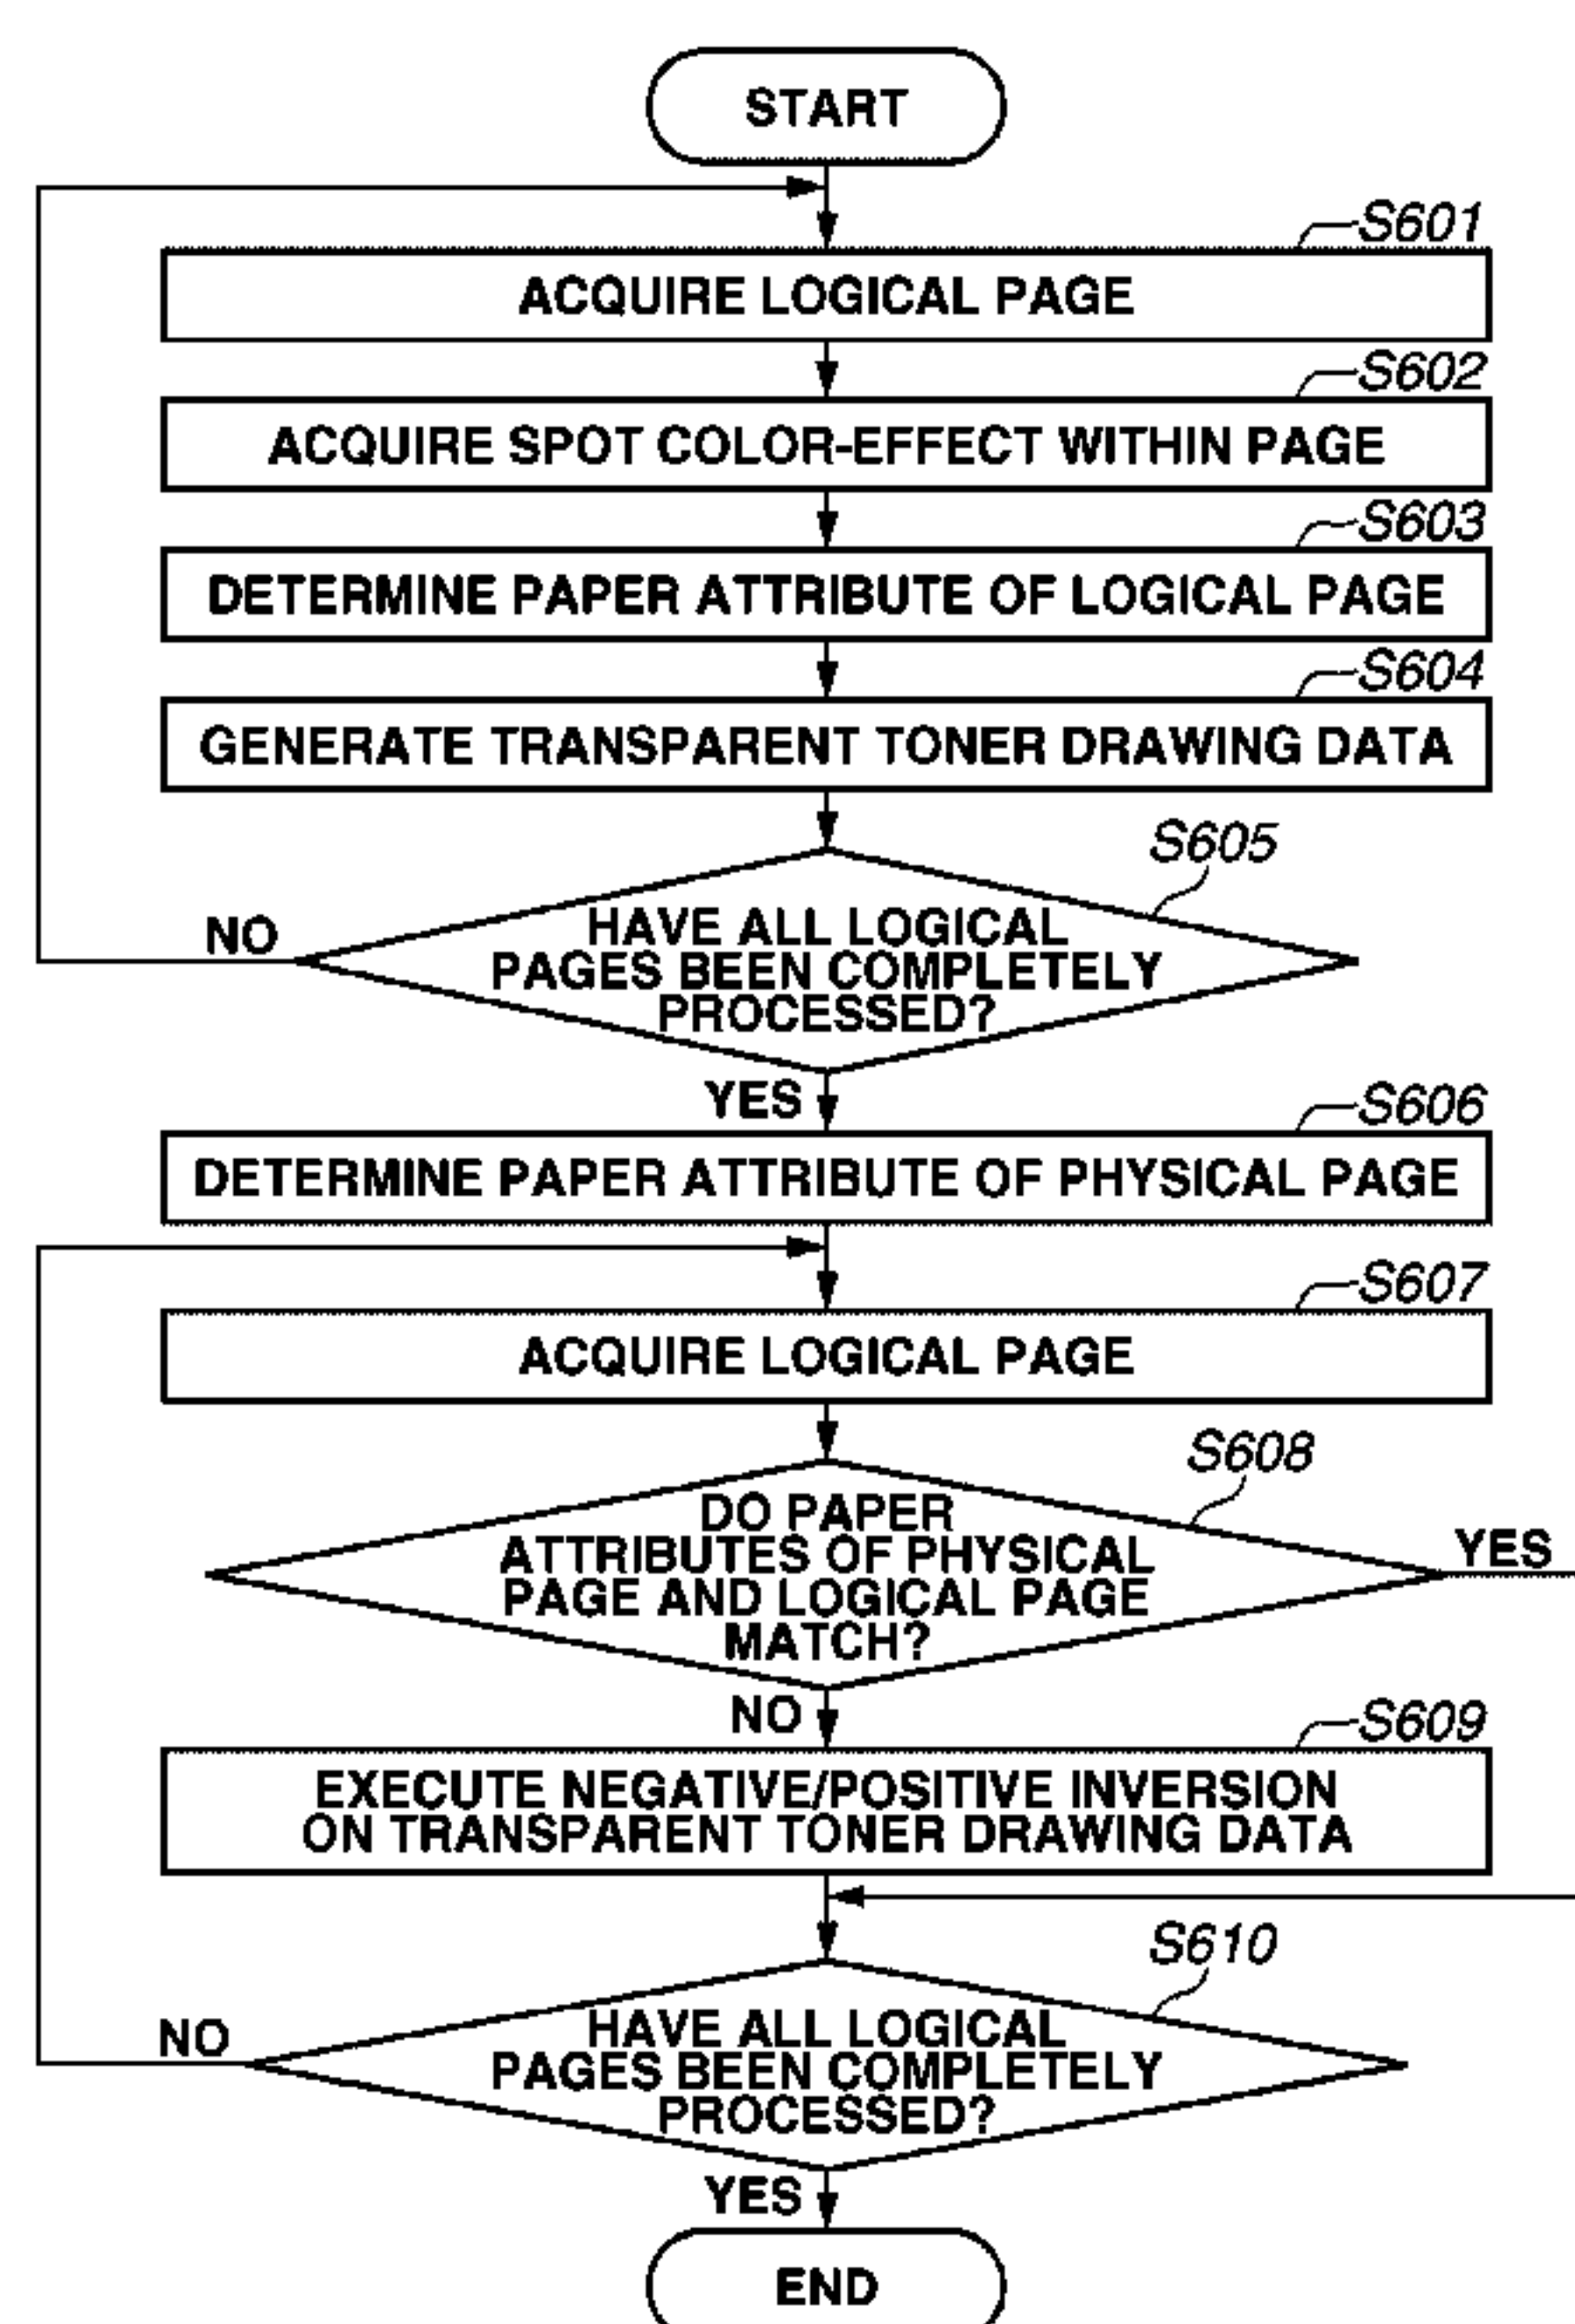 START
S601
ACQUIRE LOGICAL PAGE
S602
ACQUIRE SPOT COLOR-EFFECT WITHIN PAGE
S603
DETERMINE PAPER ATTRIBUTE OF LOGICAL PAGE
S604
GENERATE TRANSPARENT TONER DRAWING DATA
S605
NO
HAVE ALL LOGICAL
PAGES BEEN COMPLETELY
PROCESSED?
YES
S606
DETERMINE PAPER ATTRIBUTE OF PHYSICAL PAGE
S607
ACQUIRE LOGICAL PAGE
S608
DO PAPER
ATTRIBUTES OF PHYSICAL
PAGE AND LOGICAL PAGE
MATCH?
YES
NO
S609
EXECUTE NEGATIVE/POSITIVE INVERSION
ON TRANSPARENT TONER DRAWING DATA
S610
NO
HAVE ALL LOGICAL
PAGES BEEN COMPLETELY
PROCESSED?
YES
END